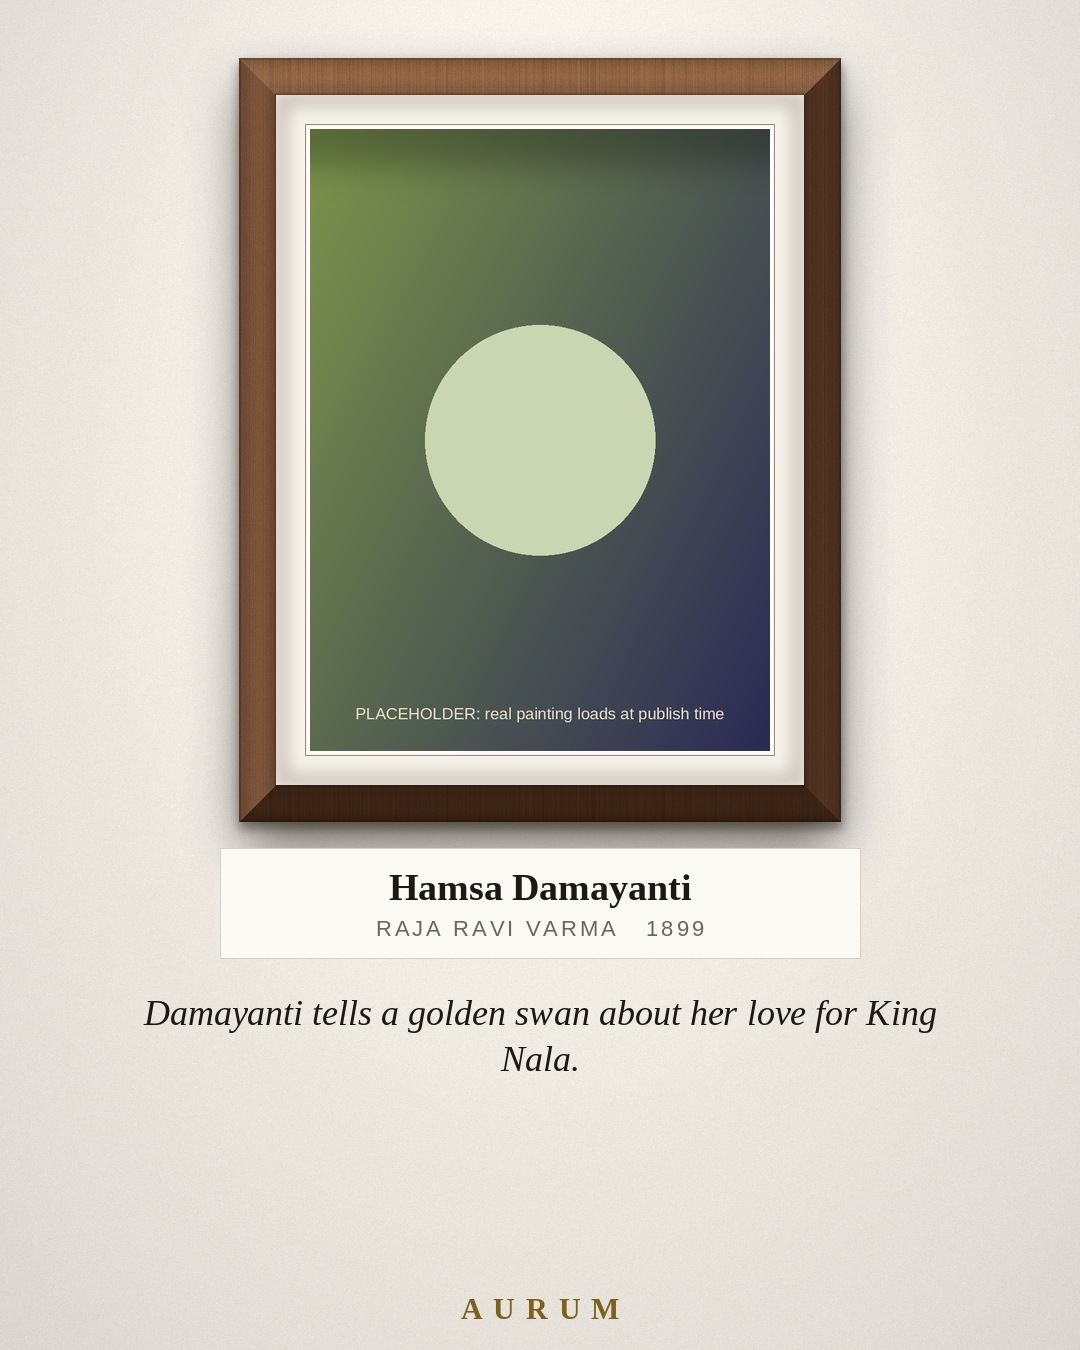 PLACEHOLDER: real painting loads at publish time
Hamsa Damayanti
RAJA RAVI VARMA 1899
Damayanti tells a golden swan about her love for King
Nala.
AURUM